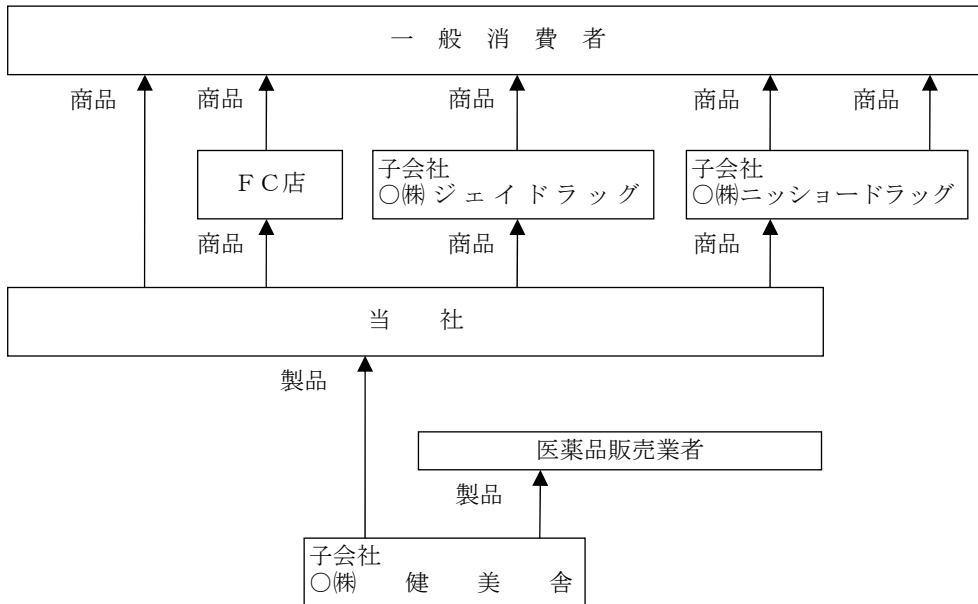 一般消費者
商品 商品 商品 商品 商品
ＦＣ店
子会社
○㈱ジェイドラッグ
子会社
○㈱ニッショードラッグ
商品 商品 商品
当社
製品
医薬品販売業者
製品
子会社
○㈱健美舎